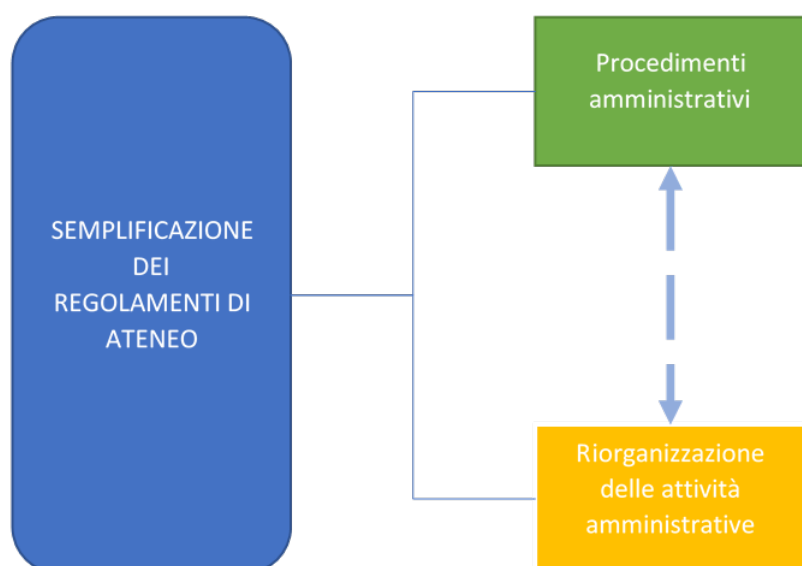 SEMPLIFICAZIONE
DEI
REGOLAMENTI DI
ATENEO
Procedimenti
amministrativi
Riorganizzazione
delle attività
amministrative